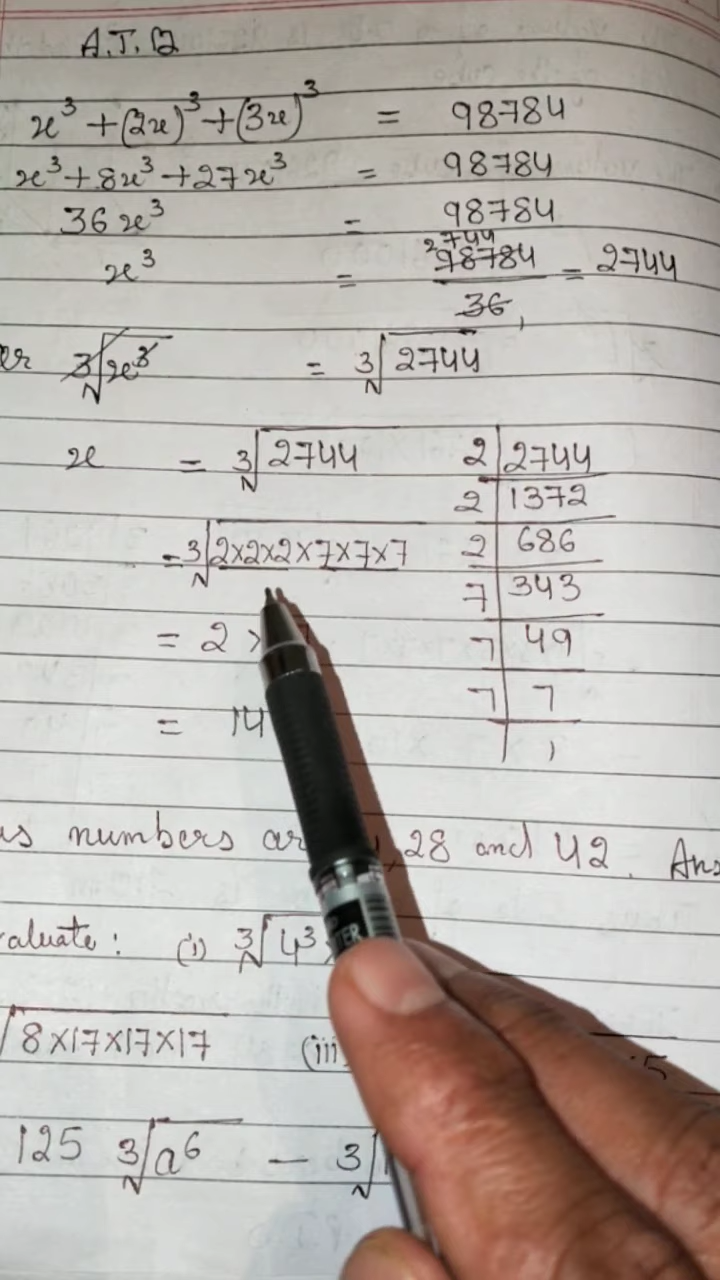 A.T.Q
x³ + (2x)³ + (3x)³ = 98784
x³ + 8x³ + 27x³ = 98784
36x³ = 98784
2744
x³ = 98784/36 = 2744
∛x³ = ∛2744
x = ∛2744
= ∛2×2×2×7×7×7
= 2 ×
= 14
2 | 2744
2 | 1372
2 | 686
7 | 343
7 | 49
7 | 7
| 1
numbers 28 and 42. Ans
(i) ∛4³
√8×17×17×17 (iii)
125 ∛a⁶ - ∛